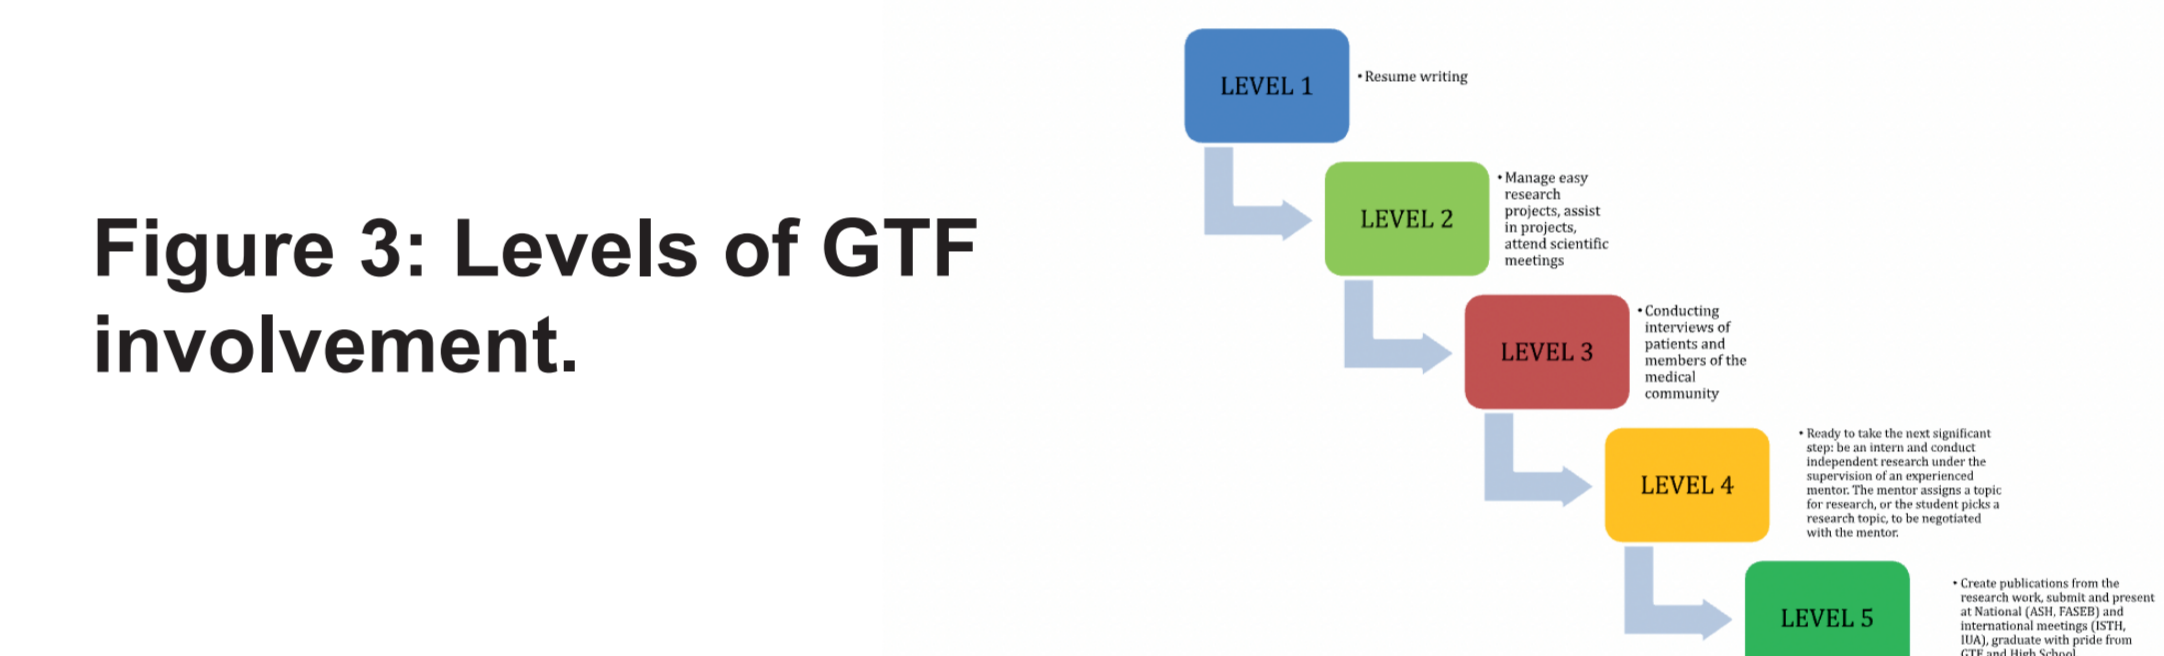 Figure 3: Levels of GTF
involvement.
LEVEL 1
• Resume writing
LEVEL 2
• Manage easy
research
projects, assist
in projects,
attend scientific
meetings
LEVEL 3
• Conducting
interviews of
patients and
members of the
medical
community
LEVEL 4
• Ready to take the next significant
step: be an intern and conduct
independent research under the
supervision of an experienced
mentor. The mentor assigns a topic
for research, or the student picks a
research topic, to be negotiated
with the mentor.
LEVEL 5
• Create publications from the
research work, submit and present
at National (ASH, FASEB) and
international meetings (ISTH,
IUA), graduate with pride from
GTF and High School